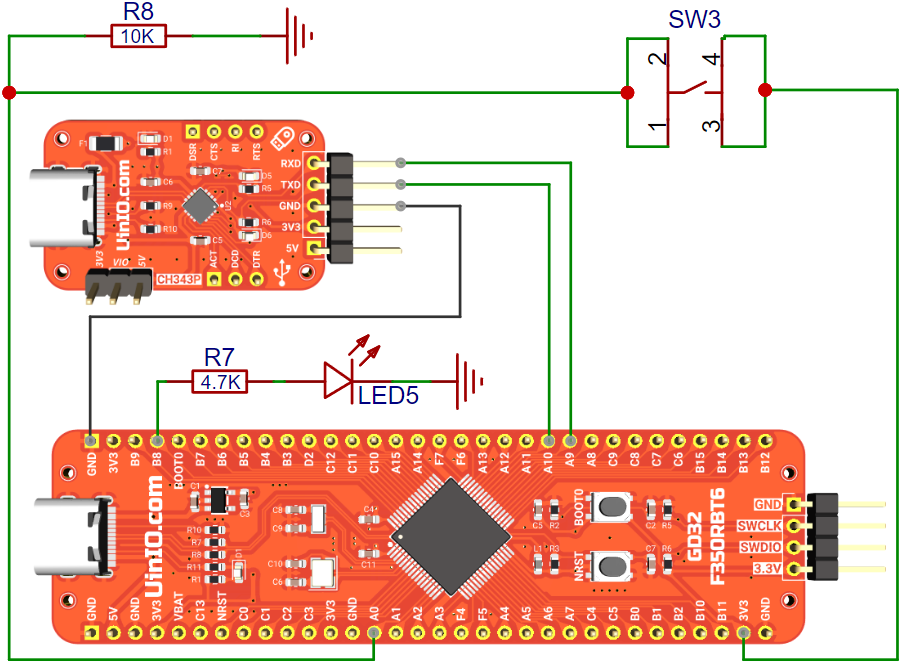 R8
10K
SW3
2
4
1
3
F1
D1
R1
C6
R9
R10
UinIO.com
DSR
CTS
RI
RTS
C7
D5
R5
U2
R6
D6
C5
RXD
TXD
GND
3V3
5V
3V3
VIO
5V
CH343P
ACT
DCD
DTR
R7
4.7K
LED5
GND
3V3
B9
B8
BOOT0
B7
B6
B5
B4
B3
D2
C12
C11
C10
A15
A14
F7
F6
A13
A12
A11
A10
A9
A8
C9
C8
C7
C6
B15
B14
B13
B12
UinIO.com
C1
C3
R10
R7
R8
R11
R1
D1
C8
C9
C10
C6
C4
C11
C5
R2
BOOT0
C2
R5
L1
R3
NRST
C7
R6
GD32
F350RBT6
GND
SWCLK
SWDIO
3.3V
GND
5V
GND
3V3
VBAT
C13
NRST
C0
C1
C2
C3
3V3
GND
A0
A1
A2
A3
F4
F5
A4
A5
A6
A7
C4
C5
B0
B1
B2
B10
B11
3V3
GND